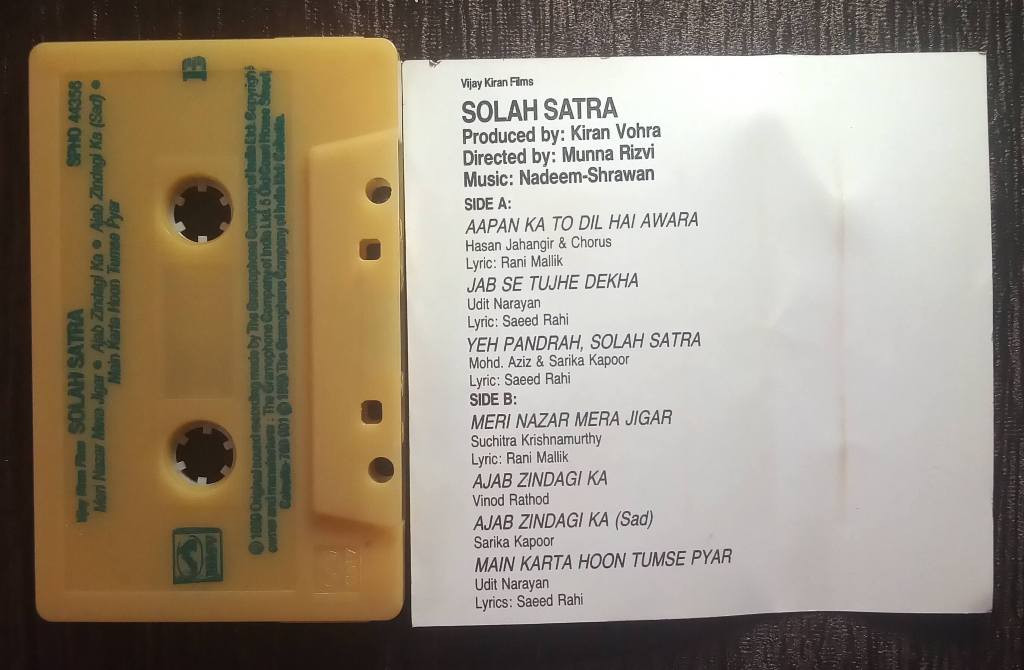 B
SPHO 44356
Vijay Kiran Films SOLAH SATRA
Meri Nazar Mera Jigar • Ajab Zindagi Ka • Ajab Zindagi Ka (Sad) •
Main Karta Hoon Tumse Pyar
Vijay Kiran Films
SOLAH SATRA
Produced by: Kiran Vohra
Directed by: Munna Rizvi
Music: Nadeem-Shrawan
SIDE A:
AAPAN KA TO DIL HAI AWARA
Hasan Jahangir & Chorus
Lyric: Rani Mallik
JAB SE TUJHE DEKHA
Udit Narayan
Lyric: Saeed Rahi
YEH PANDRAH, SOLAH SATRA
Mohd. Aziz & Sarika Kapoor
Lyric: Saeed Rahi
SIDE B:
MERI NAZAR MERA JIGAR
Suchitra Krishnamurthy
Lyric: Rani Mallik
AJAB ZINDAGI KA
Vinod Rathod
AJAB ZINDAGI KA (Sad)
Sarika Kapoor
MAIN KARTA HOON TUMSE PYAR
Udit Narayan
Lyrics: Saeed Rahi